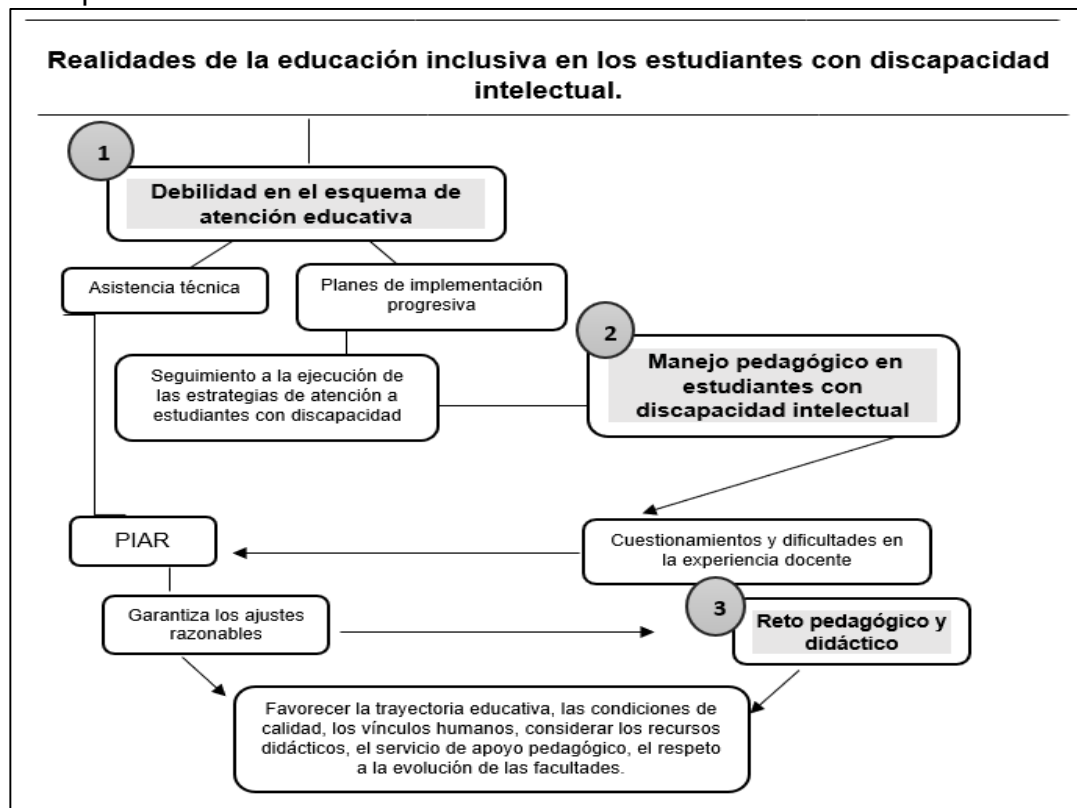 Realidades de la educación inclusiva en los estudiantes con discapacidad
intelectual.
1
Debilidad en el esquema de
atención educativa
Asistencia técnica
Planes de implementación
progresiva
2
Manejo pedagógico en
estudiantes con
discapacidad intelectual
Seguimiento a la ejecución de
las estrategias de atención a
estudiantes con discapacidad
PIAR
Cuestionamientos y dificultades en
la experiencia docente
Garantiza los ajustes
razonables
3
Reto pedagógico y
didáctico
Favorecer la trayectoria educativa, las condiciones de
calidad, los vínculos humanos, considerar los recursos
didácticos, el servicio de apoyo pedagógico, el respeto
a la evolución de las facultades.